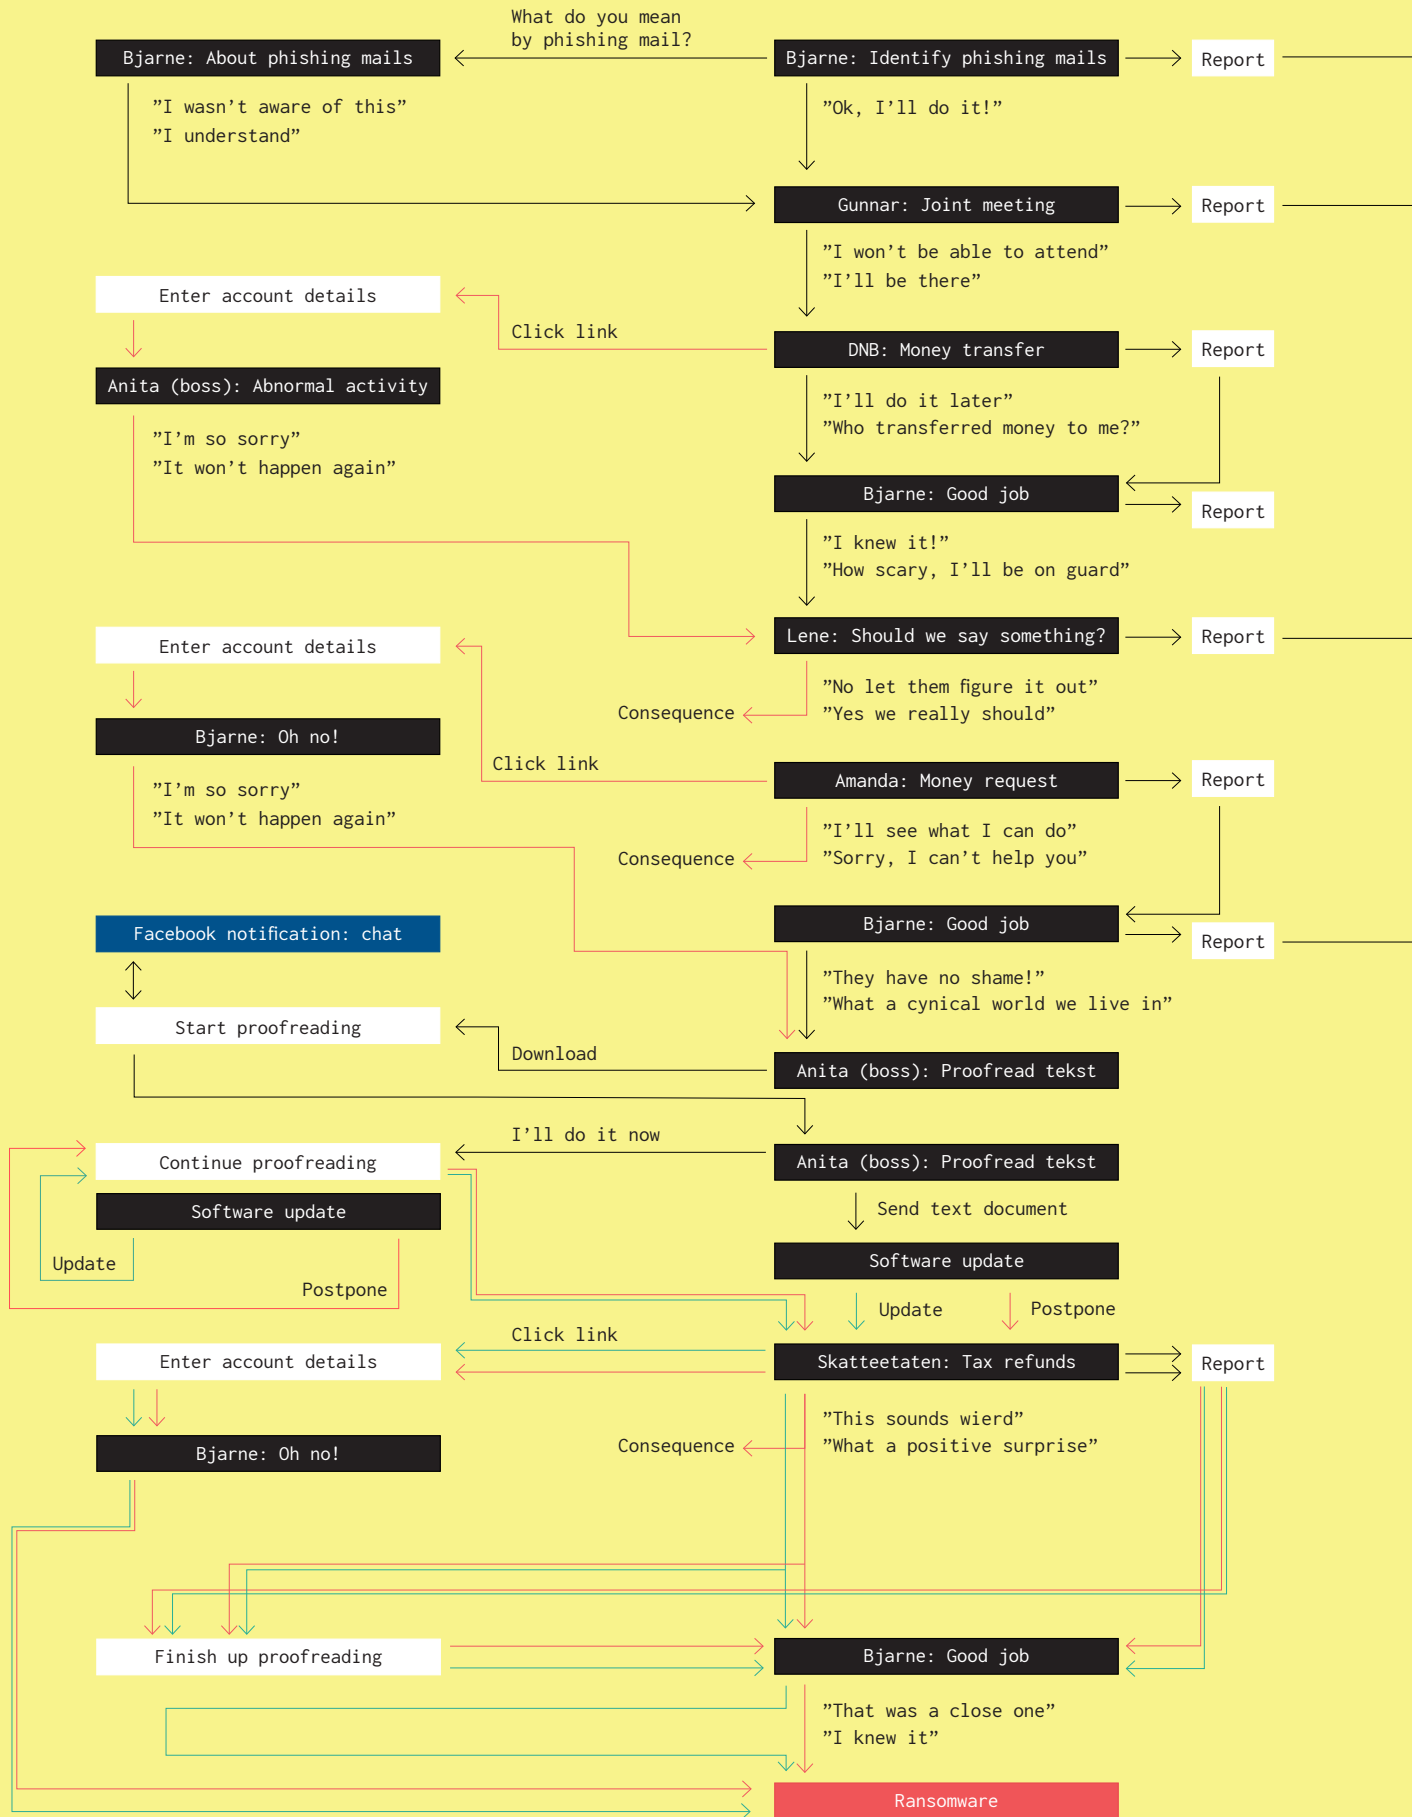 What do you mean
by phishing mail?
Bjarne: About phishing mails
Bjarne: Identify phishing mails
Report
”I wasn’t aware of this”
”I understand”
”Ok, I’ll do it!”
Gunnar: Joint meeting
Report
”I won’t be able to attend”
”I’ll be there”
Enter account details
Click link
DNB: Money transfer
Report
Anita (boss): Abnormal activity
”I’ll do it later”
”Who transferred money to me?”
”I’m so sorry”
”It won’t happen again”
Bjarne: Good job
Report
”I knew it!”
”How scary, I’ll be on guard”
Enter account details
Lene: Should we say something?
Report
”No let them figure it out”
”Yes we really should”
Consequence
Bjarne: Oh no!
Click link
Amanda: Money request
Report
”I’m so sorry”
”It won’t happen again”
”I’ll see what I can do”
”Sorry, I can’t help you”
Consequence
Facebook notification: chat
Bjarne: Good job
Report
”They have no shame!”
”What a cynical world we live in”
Start proofreading
Download
Anita (boss): Proofread tekst
I’ll do it now
Continue proofreading
Anita (boss): Proofread tekst
Software update
Send text document
Update
Postpone
Software update
Update
Postpone
Click link
Enter account details
Skatteetaten: Tax refunds
Report
”This sounds wierd”
”What a positive surprise”
Consequence
Bjarne: Oh no!
Finish up proofreading
Bjarne: Good job
”That was a close one”
”I knew it”
Ransomware